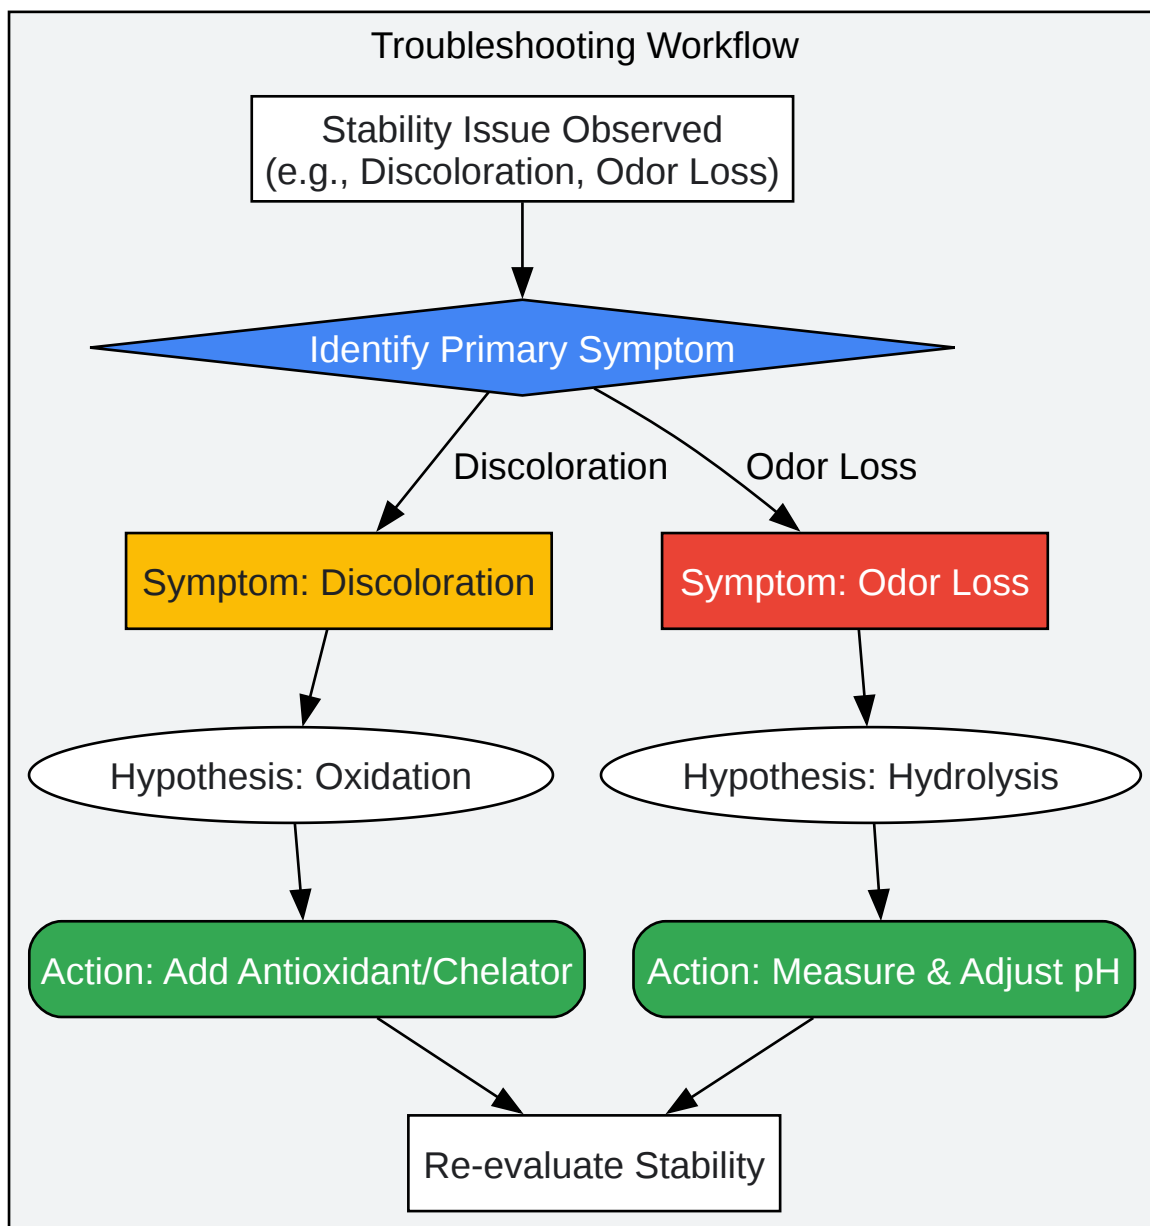 Troubleshooting Workflow
Stability Issue Observed
(e.g., Discoloration, Odor Loss)
Identify Primary Symptom
Discoloration
Odor Loss
Symptom: Discoloration
Symptom: Odor Loss
Hypothesis: Oxidation
Hypothesis: Hydrolysis
Action: Add Antioxidant/Chelator
Action: Measure & Adjust pH
Re-evaluate Stability